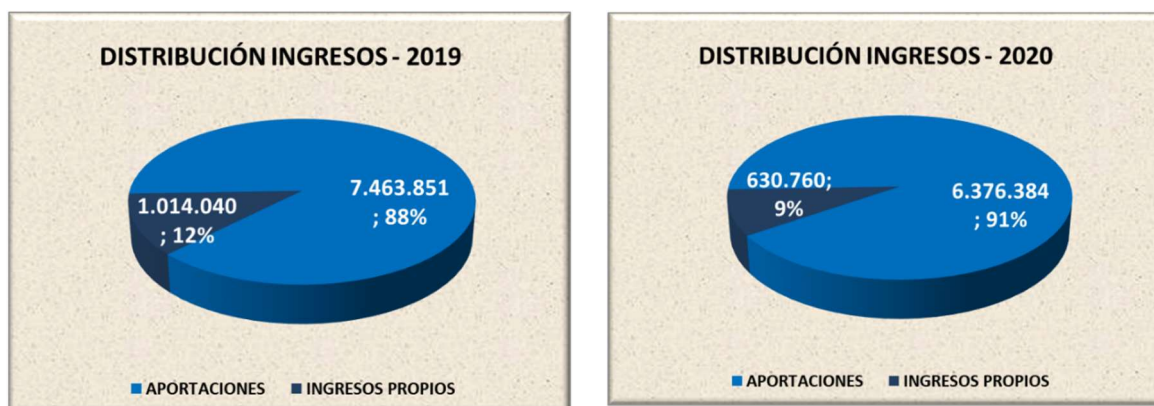 DISTRIBUCIÓN INGRESOS - 2019
7.463.851
; 88%
1.014.040
; 12%
APORTACIONES
INGRESOS PROPIOS
DISTRIBUCIÓN INGRESOS - 2020
630.760;
9%
6.376.384
; 91%
APORTACIONES
INGRESOS PROPIOS